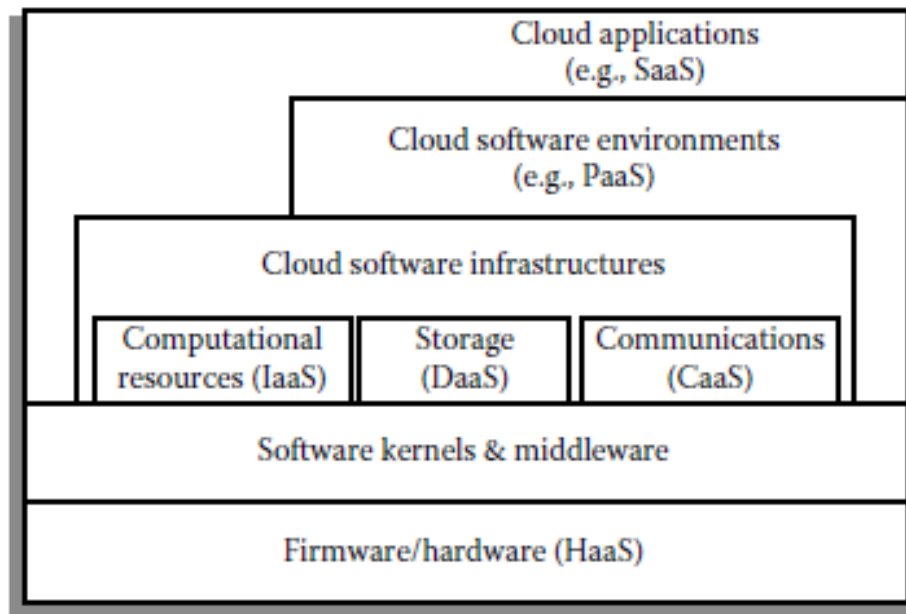 Cloud applications
(e.g., SaaS)
Cloud software environments
(e.g., PaaS)
Cloud software infrastructures
Computational
resources (IaaS)
Storage
(DaaS)
Communications
(CaaS)
Software kernels & middleware
Firmware/hardware (HaaS)